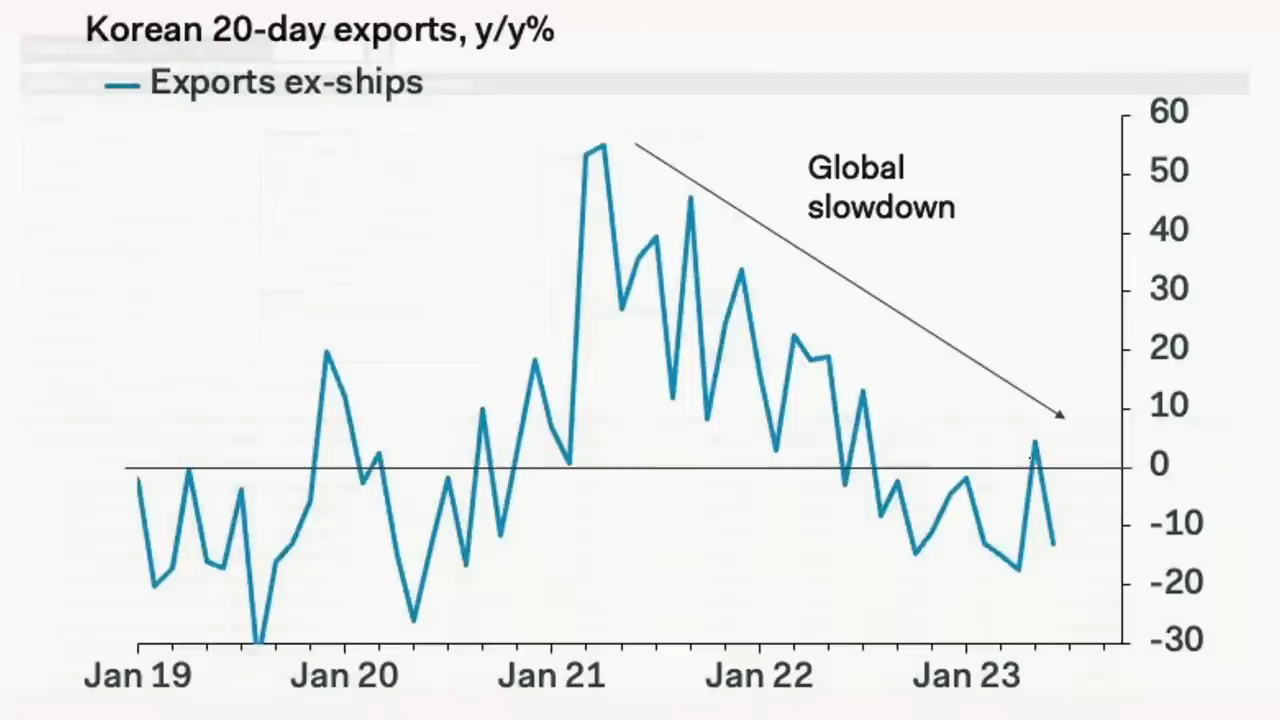 Korean 20-day exports, y/y%
Exports ex-ships
Global
slowdown
60
50
40
30
20
10
0
-10
-20
-30
Jan 19 Jan 20 Jan 21 Jan 22 Jan 23